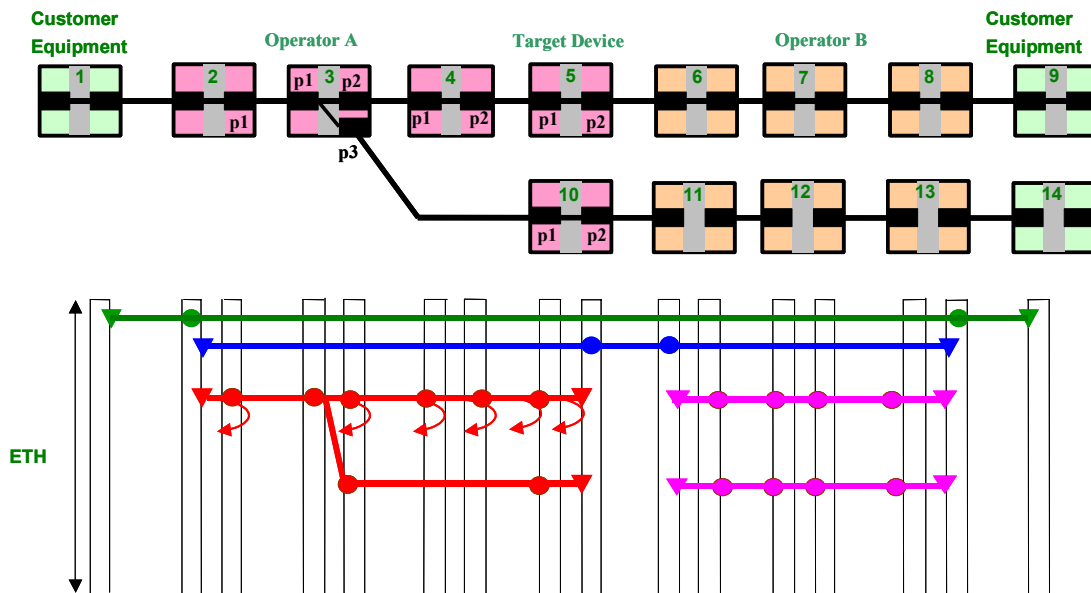 Customer
Equipment
Operator A
Target Device
Operator B
Customer
Equipment
1
2
3
4
5
6
7
8
9
p1
p1
p2
p3
p1
p2
p1
p2
10
11
12
13
14
p1
p2
ETH